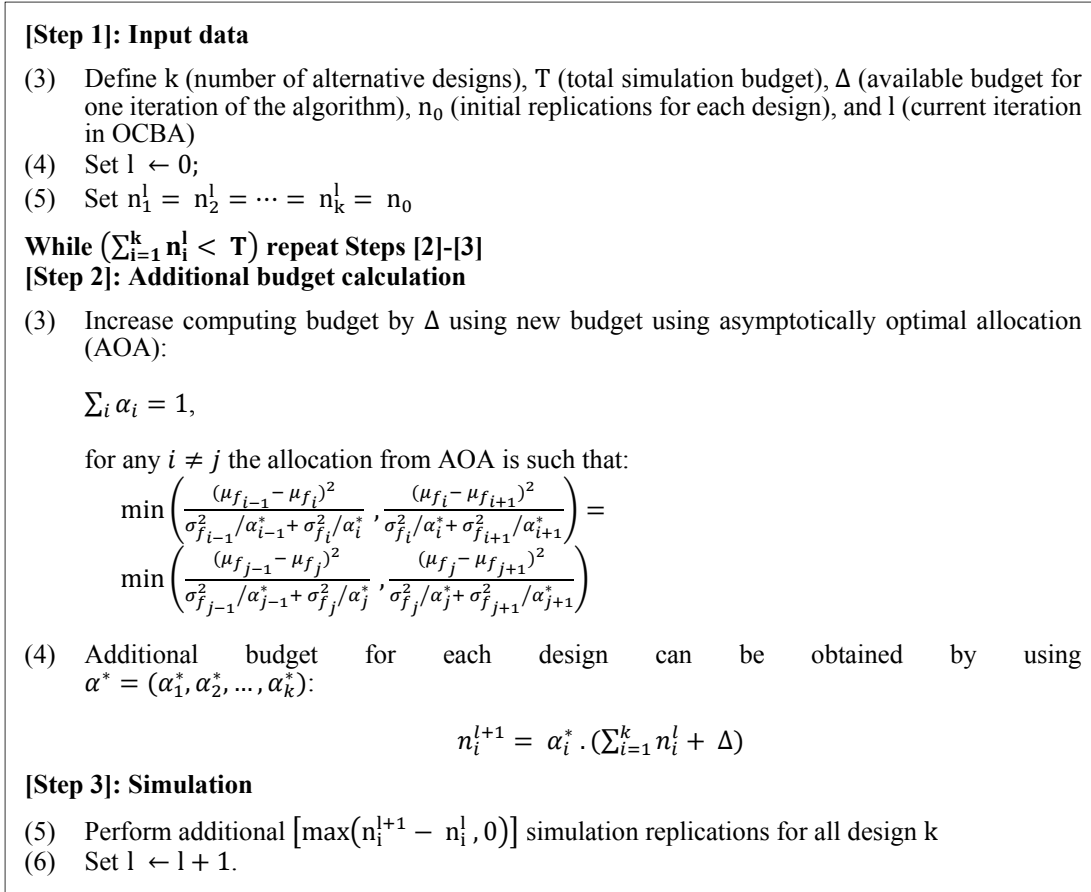 [Step 1]: Input data
(3) Define k (number of alternative designs), T (total simulation budget), Δ (available budget for
one iteration of the algorithm), n₀ (initial replications for each design), and l (current iteration
in OCBA)
(4) Set l ← 0;
(5) Set n₁ˡ = n₂ˡ = ⋯ = nₖˡ = n₀
While (∑ᵢ₌₁ᵏ nᵢˡ < T) repeat Steps [2]-[3]
[Step 2]: Additional budget calculation
(3) Increase computing budget by Δ using new budget using asymptotically optimal allocation
(AOA):
∑ᵢ αᵢ = 1,
for any i ≠ j the allocation from AOA is such that:
min( (μ_{f_{i−1}} − μ_{f_i})² / (σ²_{f_{i−1}}/α*_{i−1} + σ²_{f_i}/α*_i) , (μ_{f_i} − μ_{f_{i+1}})² / (σ²_{f_i}/α*_i + σ²_{f_{i+1}}/α*_{i+1}) ) =
min( (μ_{f_{j−1}} − μ_{f_j})² / (σ²_{f_{j−1}}/α*_{j−1} + σ²_{f_j}/α*_j) , (μ_{f_j} − μ_{f_{j+1}})² / (σ²_{f_j}/α*_j + σ²_{f_{j+1}}/α*_{j+1}) )
(4) Additional budget for each design can be obtained by using
α* = (α₁*, α₂*, … , αₖ*):
nᵢˡ⁺¹ = αᵢ* . (∑ᵢ₌₁ᵏ nᵢˡ + Δ)
[Step 3]: Simulation
(5) Perform additional [max(nᵢˡ⁺¹ − nᵢˡ , 0)] simulation replications for all design k
(6) Set l ← l + 1.